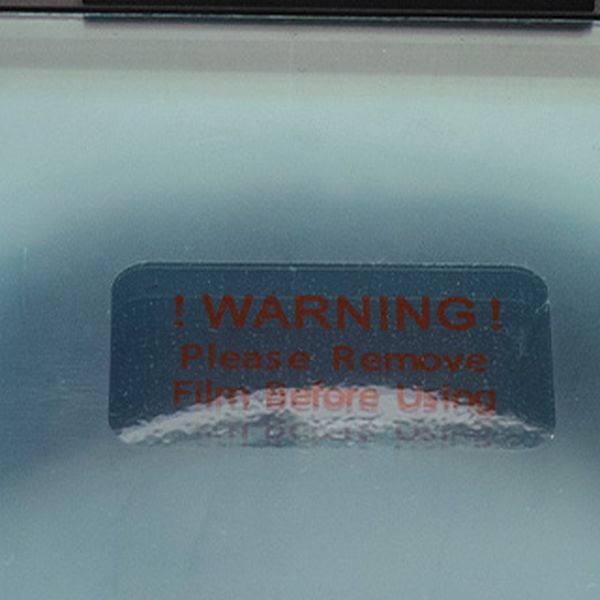 ! WARNING !
Please Remove
Film Before Using